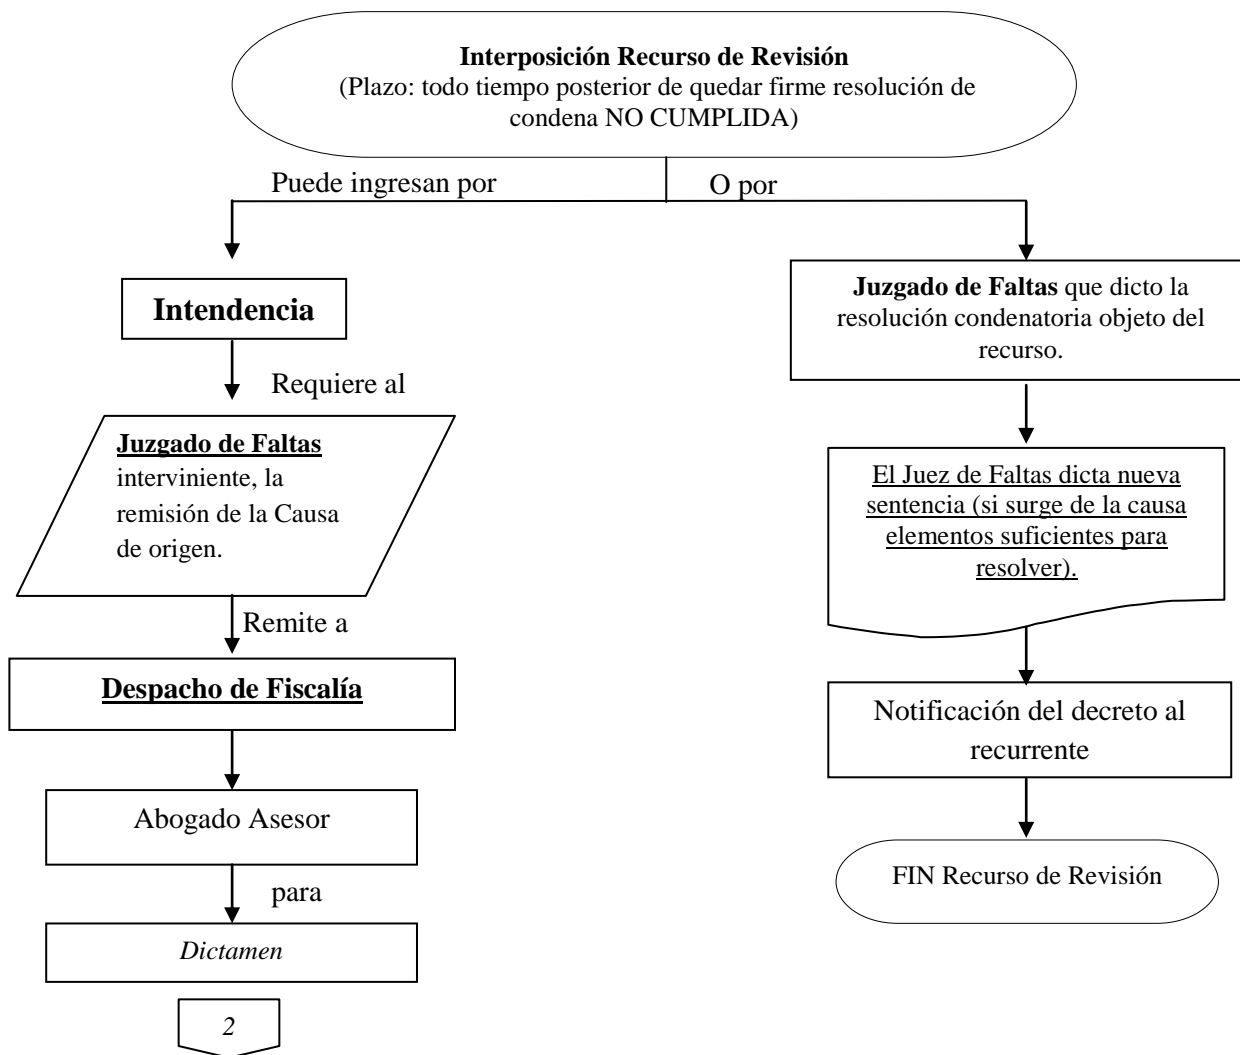 Interposición Recurso de Revisión
(Plazo: todo tiempo posterior de quedar firme resolución de
condena NO CUMPLIDA)
Puede ingresan por
O por
Intendencia
Requiere al
Juzgado de Faltas
interviniente, la
remisión de la Causa
de origen.
Remite a
Despacho de Fiscalía
Abogado Asesor
para
Dictamen
2
Juzgado de Faltas que dicto la
resolución condenatoria objeto del
recurso.
El Juez de Faltas dicta nueva
sentencia (si surge de la causa
elementos suficientes para
resolver).
Notificación del decreto al
recurrente
FIN Recurso de Revisión